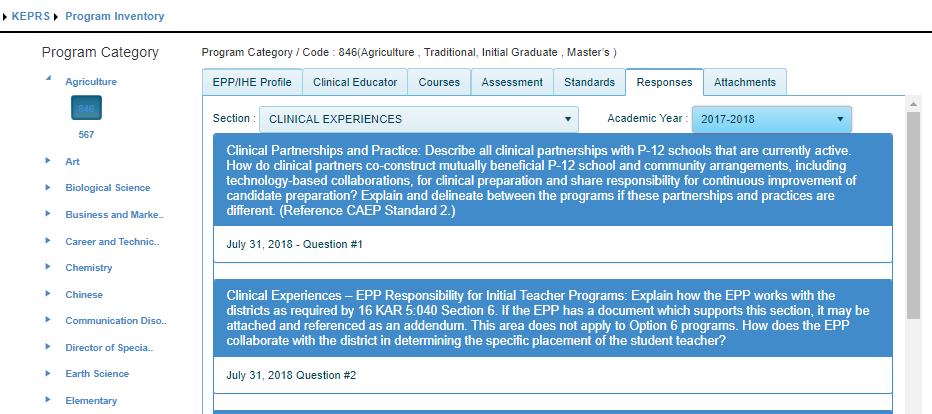 KEPRS Program Inventory
Program Category
Program Category / Code : 846(Agriculture , Traditional, Initial Graduate , Master's )
Agriculture
846
567
Art
Biological Science
Business and Marke..
Career and Technic..
Chemistry
Chinese
Communication Diso..
Director of Specia..
Earth Science
Elementary
EPP/IHE Profile
Clinical Educator
Courses
Assessment
Standards
Responses
Attachments
Section : CLINICAL EXPERIENCES
Academic Year : 2017-2018
Clinical Partnerships and Practice: Describe all clinical partnerships with P-12 schools that are currently active.
How do clinical partners co-construct mutually beneficial P-12 school and community arrangements, including
technology-based collaborations, for clinical preparation and share responsibility for continuous improvement of
candidate preparation? Explain and delineate between the programs if these partnerships and practices are
different. (Reference CAEP Standard 2.)
July 31, 2018 - Question #1
Clinical Experiences – EPP Responsibility for Initial Teacher Programs: Explain how the EPP works with the
districts as required by 16 KAR 5:040 Section 6. If the EPP has a document which supports this section, it may be
attached and referenced as an addendum. This area does not apply to Option 6 programs. How does the EPP
collaborate with the district in determining the specific placement of the student teacher?
July 31, 2018 Question #2